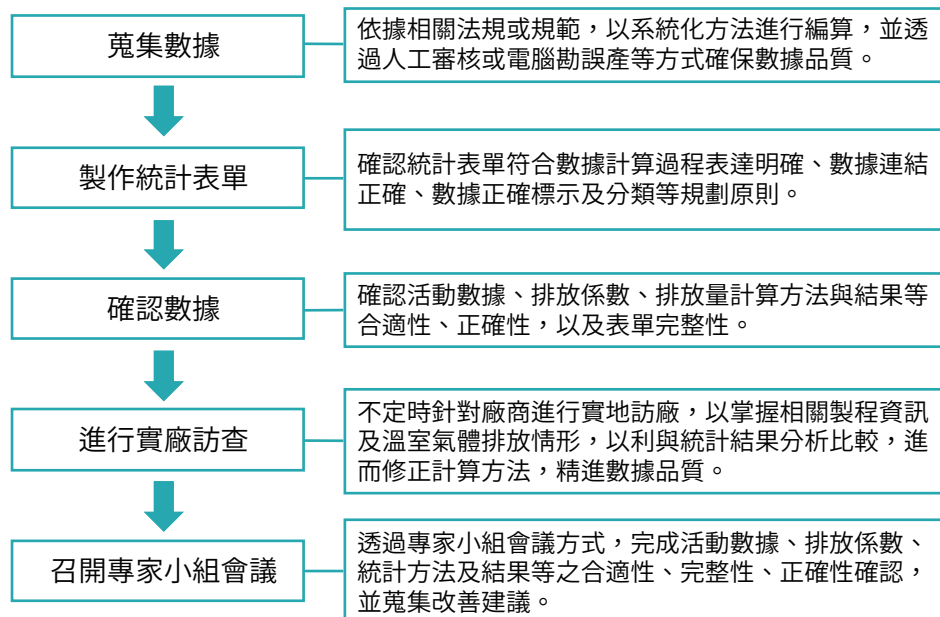 蒐集數據
依據相關法規或規範，以系統化方法進行編算，並透
過人工審核或電腦勘誤產等方式確保數據品質。
製作統計表單
確認統計表單符合數據計算過程表達明確、數據連結
正確、數據正確標示及分類等規劃原則。
確認數據
確認活動數據、排放係數、排放量計算方法與結果等
合適性、正確性，以及表單完整性。
進行實廠訪查
不定時針對廠商進行實地訪廠，以掌握相關製程資訊
及溫室氣體排放情形，以利與統計結果分析比較，進
而修正計算方法，精進數據品質。
召開專家小組會議
透過專家小組會議方式，完成活動數據、排放係數、
統計方法及結果等之合適性、完整性、正確性確認，
並蒐集改善建議。